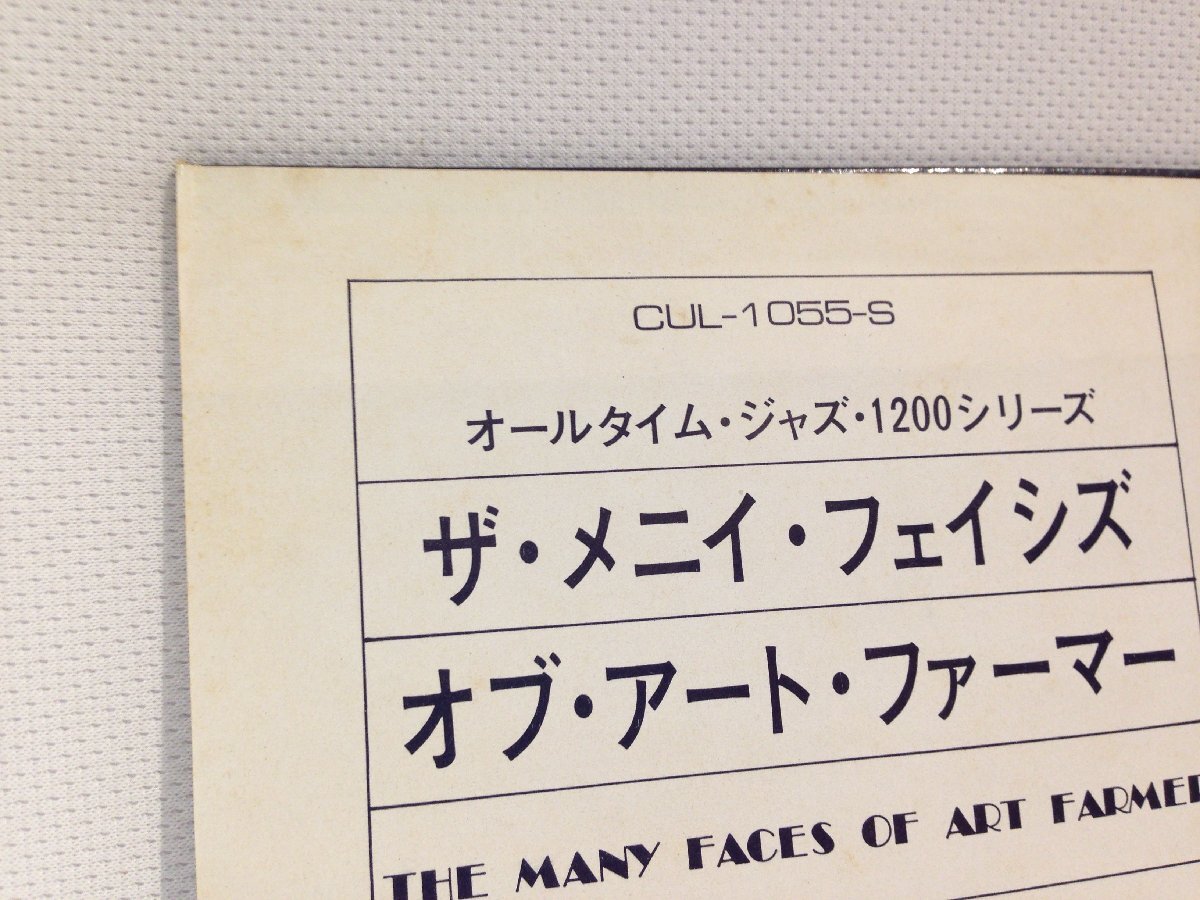 CUL-1055-S
オールタイム・ジャズ・1200シリーズ
ザ・メニイ・フェイシズ
オブ・アート・ファーマー
THE MANY FACES OF ART FARMER